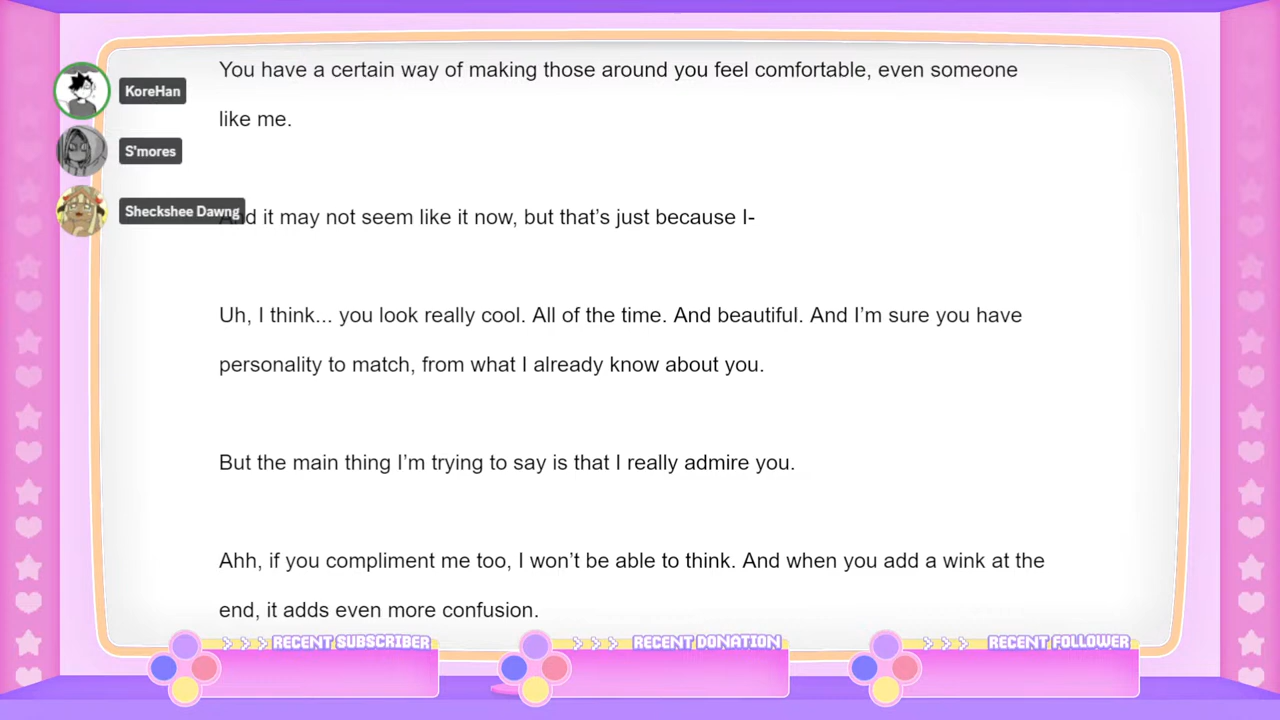 You have a certain way of making those around you feel comfortable, even someone
like me.
KoreHan
S'mores
Sheckshee Dawng
it may not seem like it now, but that's just because I-
Uh, I think... you look really cool. All of the time. And beautiful. And I'm sure you have
personality to match, from what I already know about you.
But the main thing I'm trying to say is that I really admire you.
Ahh, if you compliment me too, I won't be able to think. And when you add a wink at the
end, it adds even more confusion.
> > > RECENT SUBSCRIBER
> > > RECENT DONATION
> > > RECENT FOLLOWER